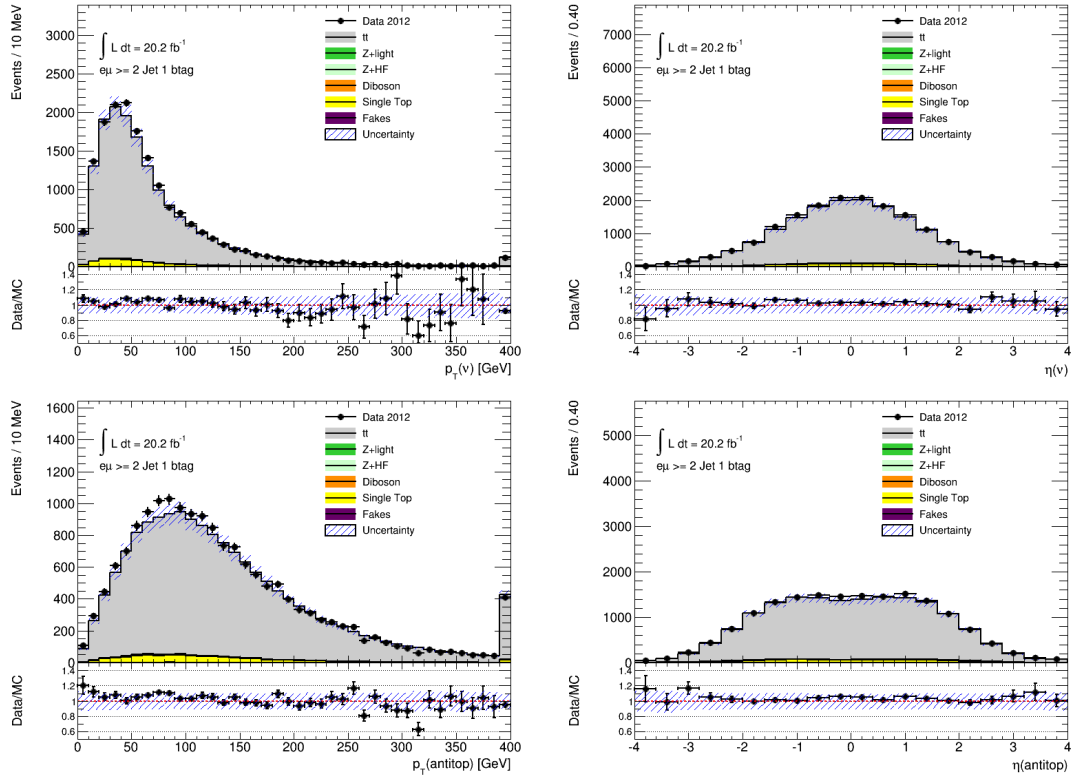 Events / 10 MeV
3000
2500
2000
1500
1000
500
0
∫ L dt = 20.2 fb-1
eμ >= 2 Jet 1 btag
Data 2012
tt
Z+light
Z+HF
Diboson
Single Top
Fakes
Uncertainty
Data/MC
1.4
1.2
1
0.8
0.6
0 50 100 150 200 250 300 350 400
pT(ν) [GeV]
Events / 0.40
7000
6000
5000
4000
3000
2000
1000
0
∫ L dt = 20.2 fb-1
eμ >= 2 Jet 1 btag
Data 2012
tt
Z+light
Z+HF
Diboson
Single Top
Fakes
Uncertainty
Data/MC
1.4
1.2
1
0.8
0.6
-4 -3 -2 -1 0 1 2 3 4
η(ν)
Events / 10 MeV
1600
1400
1200
1000
800
600
400
200
0
∫ L dt = 20.2 fb-1
eμ >= 2 Jet 1 btag
Data 2012
tt
Z+light
Z+HF
Diboson
Single Top
Fakes
Uncertainty
Data/MC
1.4
1.2
1
0.8
0.6
0 50 100 150 200 250 300 350 400
pT(antitop) [GeV]
Events / 0.40
5000
4000
3000
2000
1000
0
∫ L dt = 20.2 fb-1
eμ >= 2 Jet 1 btag
Data 2012
tt
Z+light
Z+HF
Diboson
Single Top
Fakes
Uncertainty
Data/MC
1.4
1.2
1
0.8
0.6
-4 -3 -2 -1 0 1 2 3 4
η(antitop)